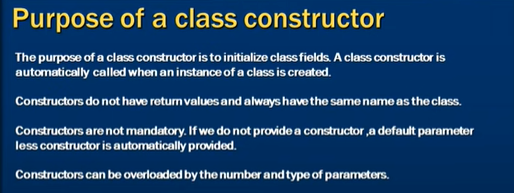 Purpose of a class constructor
The purpose of a class constructor is to initialize class fields. A class constructor is
automatically called when an instance of a class is created.
Constructors do not have return values and always have the same name as the class.
Constructors are not mandatory. If we do not provide a constructor ,a default parameter
less constructor is automatically provided.
Constructors can be overloaded by the number and type of parameters.